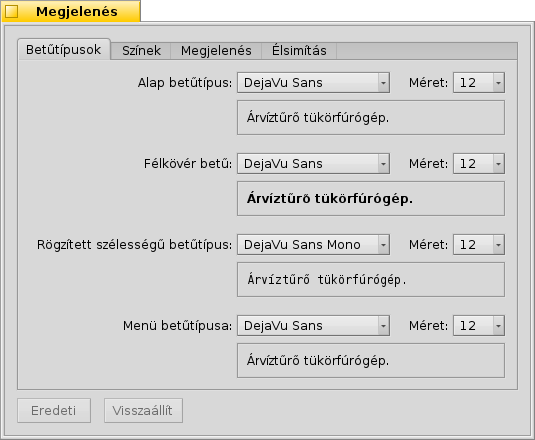 Megjelenés
Betűtípusok Színek Megjelenés Élsimítás
Alap betűtípus: DejaVu Sans Méret: 12
Árvíztűrő tükörfúrógép.
Félkövér betű: DejaVu Sans Méret: 12
Árvíztűrő tükörfúrógép.
Rögzített szélességű betűtípus: DejaVu Sans Mono Méret: 12
Árvíztűrő tükörfúrógép.
Menü betűtípusa: DejaVu Sans Méret: 12
Árvíztűrő tükörfúrógép.
Eredeti Visszaállít